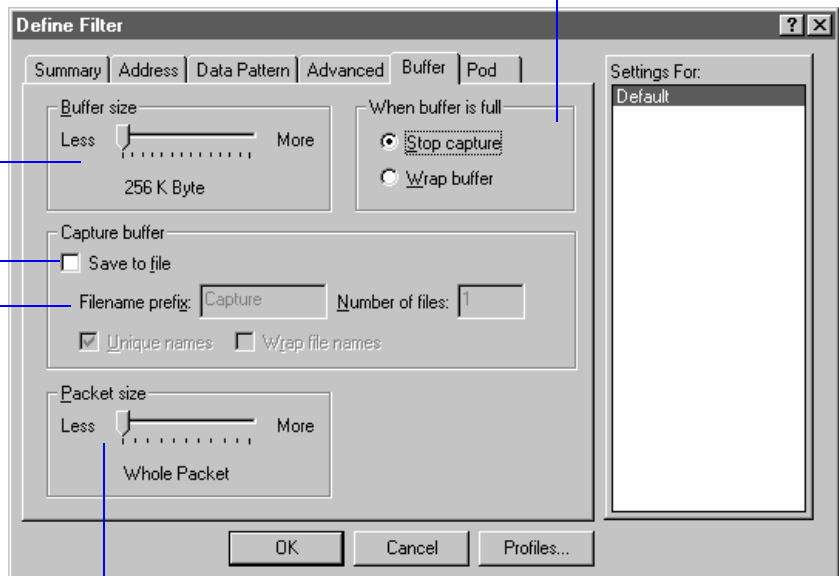 Define Filter
Summary Address Data Pattern Advanced Buffer Pod
Settings For:
Default
Buffer size
Less More
256 K Byte
When buffer is full
Stop capture
Wrap buffer
Capture buffer
Save to file
Filename prefix: Capture Number of files: 1
Unique names Wrap file names
Packet size
Less More
Whole Packet
OK Cancel Profiles...